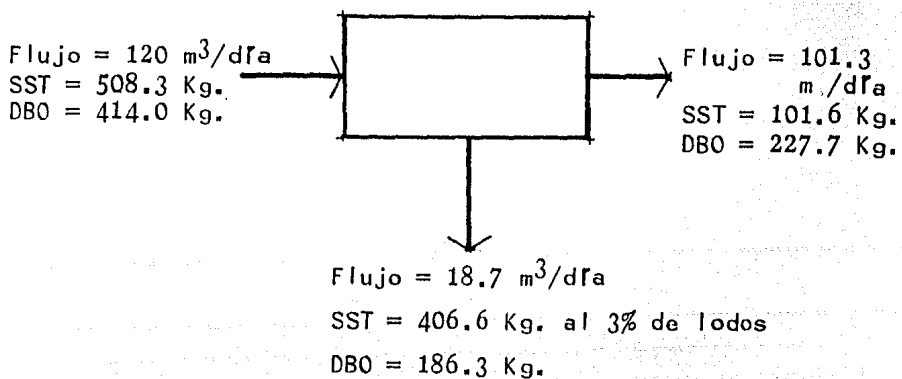 Flujo = 120 m³/día
SST = 508.3 Kg.
DBO = 414.0 Kg.
Flujo = 101.3
m /día
SST = 101.6 Kg.
DBO = 227.7 Kg.
Flujo = 18.7 m³/día
SST = 406.6 Kg. al 3% de lodos
DBO = 186.3 Kg.